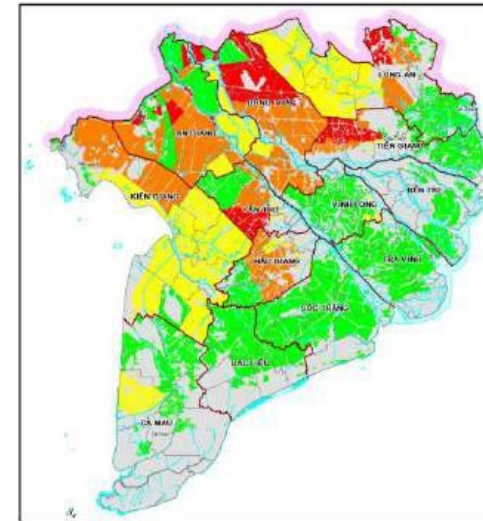 LONG AN
ĐỒNG THÁP
AN GIANG
TIỀN GIANG
BẾN TRE
KIÊN GIANG
CẦN THƠ
VĨNH LONG
HẬU GIANG
TRÀ VINH
SÓC TRĂNG
BẠC LIÊU
CÀ MAU